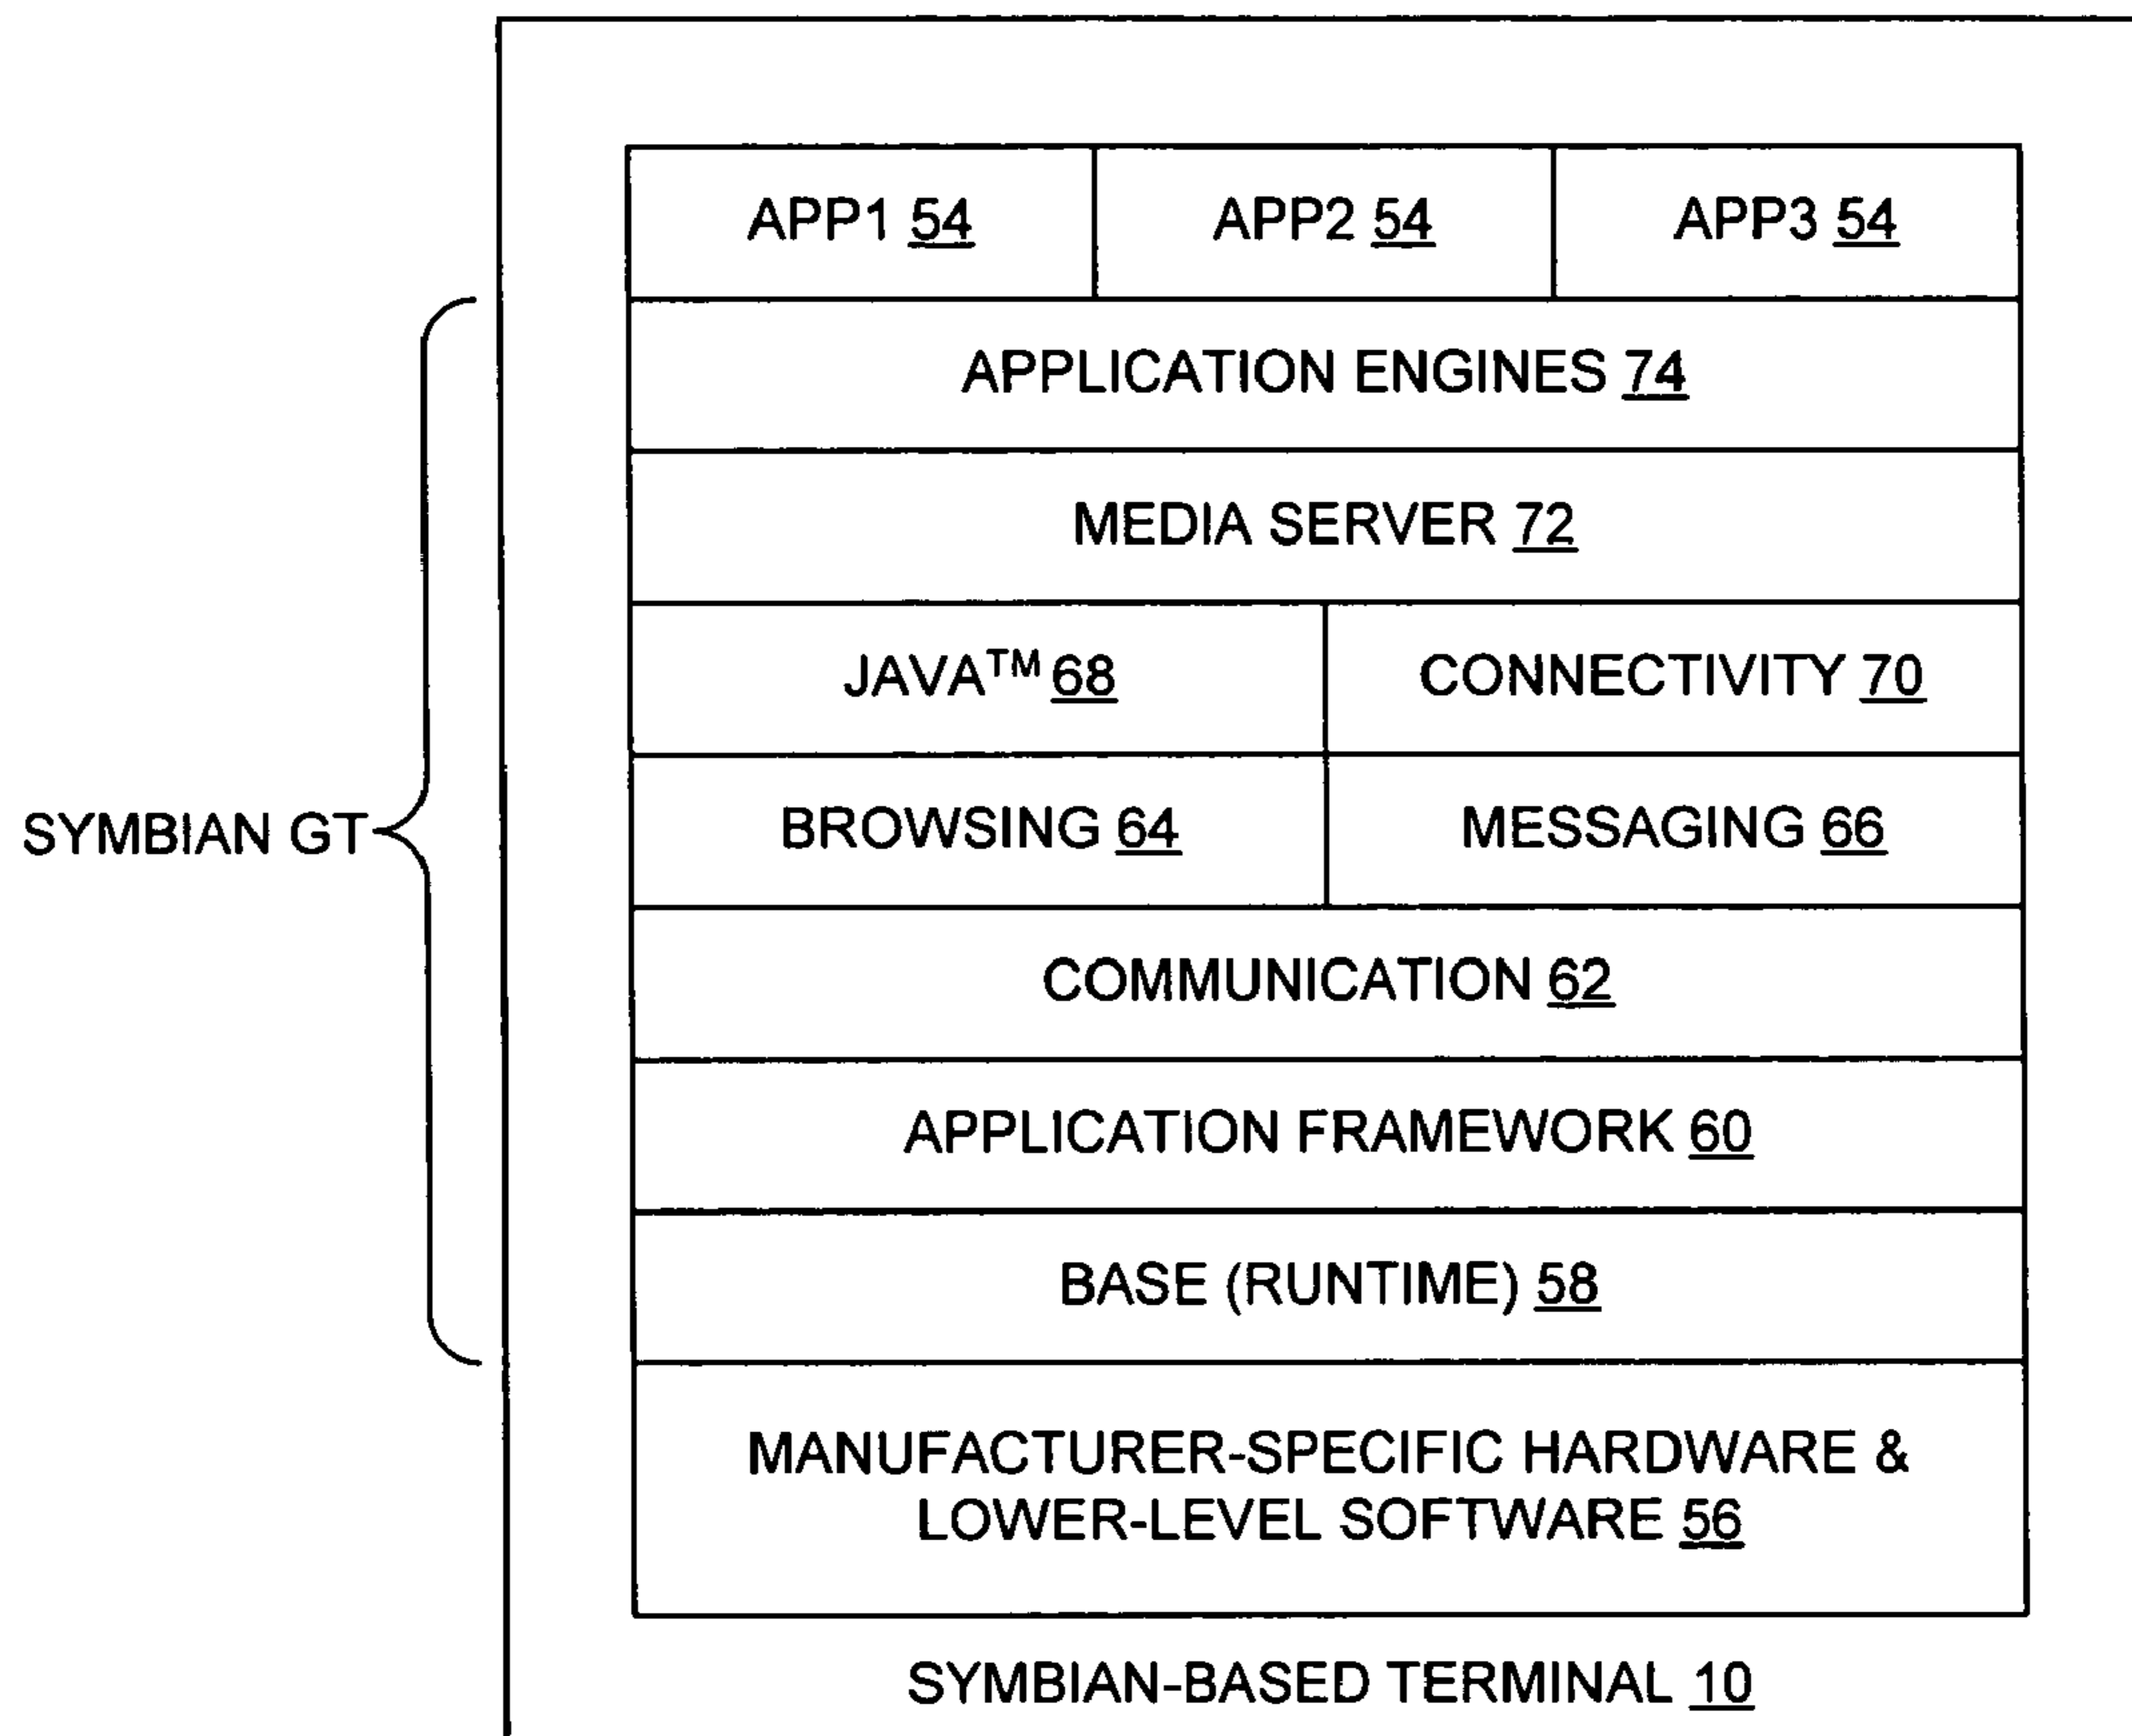 APP1 54
APP2 54
APP3 54
APPLICATION ENGINES 74
MEDIA SERVER 72
JAVA™ 68
CONNECTIVITY 70
SYMBIAN GT
BROWSING 64
MESSAGING 66
COMMUNICATION 62
APPLICATION FRAMEWORK 60
BASE (RUNTIME) 58
MANUFACTURER-SPECIFIC HARDWARE &
LOWER-LEVEL SOFTWARE 56
SYMBIAN-BASED TERMINAL 10